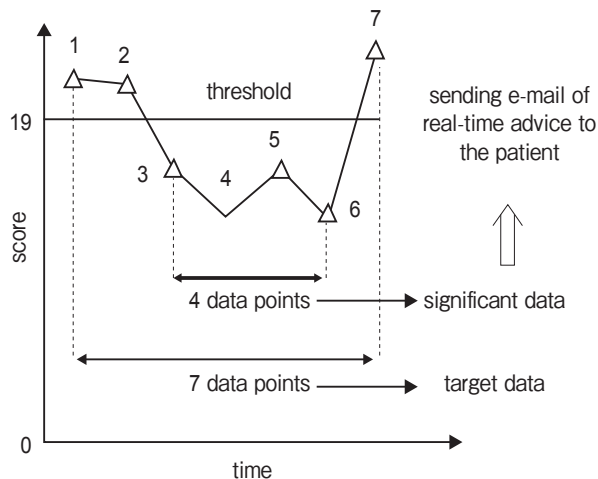 7
1
2
threshold
sending e-mail of
real-time advice to
the patient
19
3
4
5
6
score
4 data points
significant data
7 data points
target data
0
time